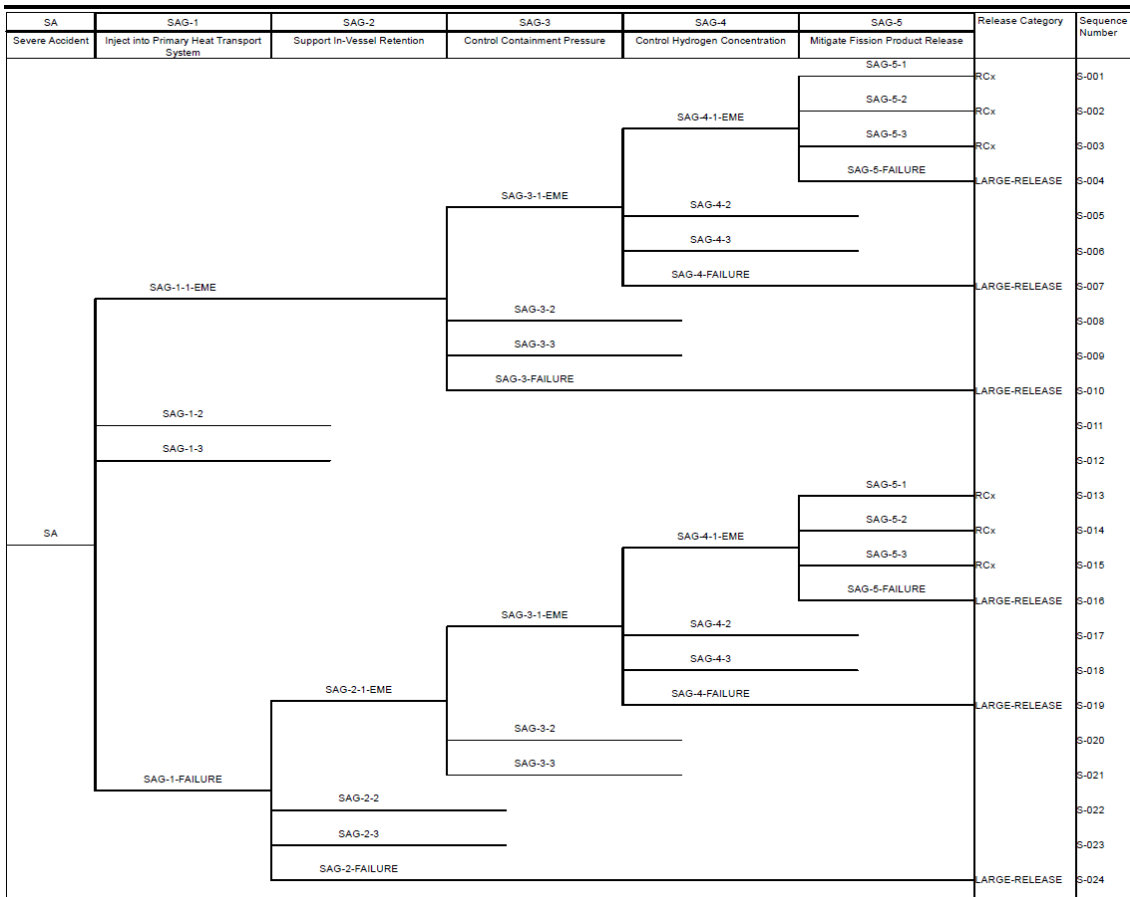 SA SAG-1 SAG-2 SAG-3 SAG-4 SAG-5 Release Category Sequence
Number
Severe Accident Inject into Primary Heat Transport
System Support In-Vessel Retention Control Containment Pressure Control Hydrogen Concentration Mitigate Fission Product Release
SAG-5-1
RCx S-001
SAG-5-2
RCx S-002
SAG-4-1-EME
SAG-5-3
RCx S-003
SAG-5-FAILURE
LARGE-RELEASE S-004
SAG-3-1-EME
SAG-4-2
S-005
SAG-4-3
S-006
SAG-4-FAILURE
LARGE-RELEASE S-007
SAG-1-1-EME
SAG-3-2
S-008
SAG-3-3
S-009
SAG-3-FAILURE
LARGE-RELEASE S-010
SAG-1-2
S-011
SAG-1-3
S-012
SAG-5-1
RCx S-013
SAG-5-2
RCx S-014
SA
SAG-4-1-EME
SAG-5-3
RCx S-015
SAG-5-FAILURE
LARGE-RELEASE S-016
SAG-3-1-EME
SAG-4-2
S-017
SAG-4-3
S-018
SAG-2-1-EME
SAG-4-FAILURE
LARGE-RELEASE S-019
SAG-3-2
S-020
SAG-3-3
S-021
SAG-1-FAILURE
SAG-2-2
S-022
SAG-2-3
S-023
SAG-2-FAILURE
LARGE-RELEASE S-024